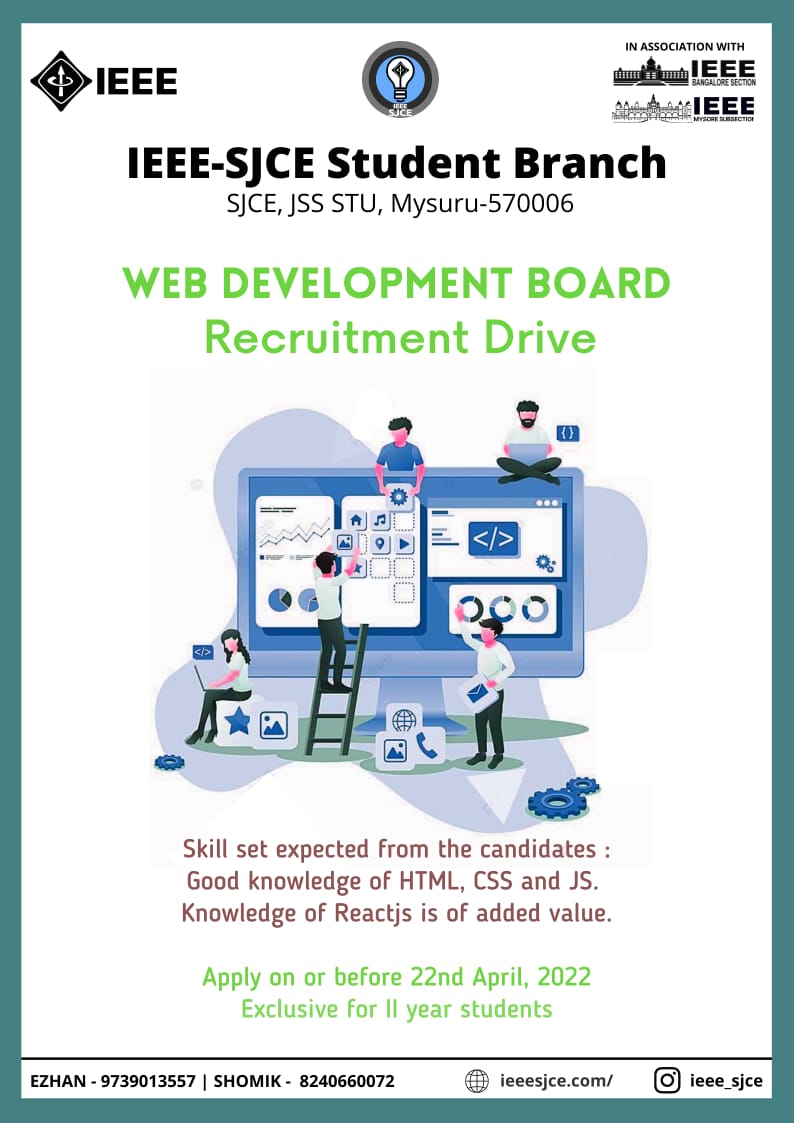 IEEE
IEEE
SJCE
IN ASSOCIATION WITH
IEEE
BANGALORE SECTION
IEEE
MYSORE SUBSECTION
IEEE-SJCE Student Branch
SJCE, JSS STU, Mysuru-570006
WEB DEVELOPMENT BOARD
Recruitment Drive
{}
</>
</>
Skill set expected from the candidates :
Good knowledge of HTML, CSS and JS.
Knowledge of Reactjs is of added value.
Apply on or before 22nd April, 2022
Exclusive for II year students
EZHAN - 9739013557 | SHOMIK - 8240660072
ieeesjce.com/
ieee_sjce